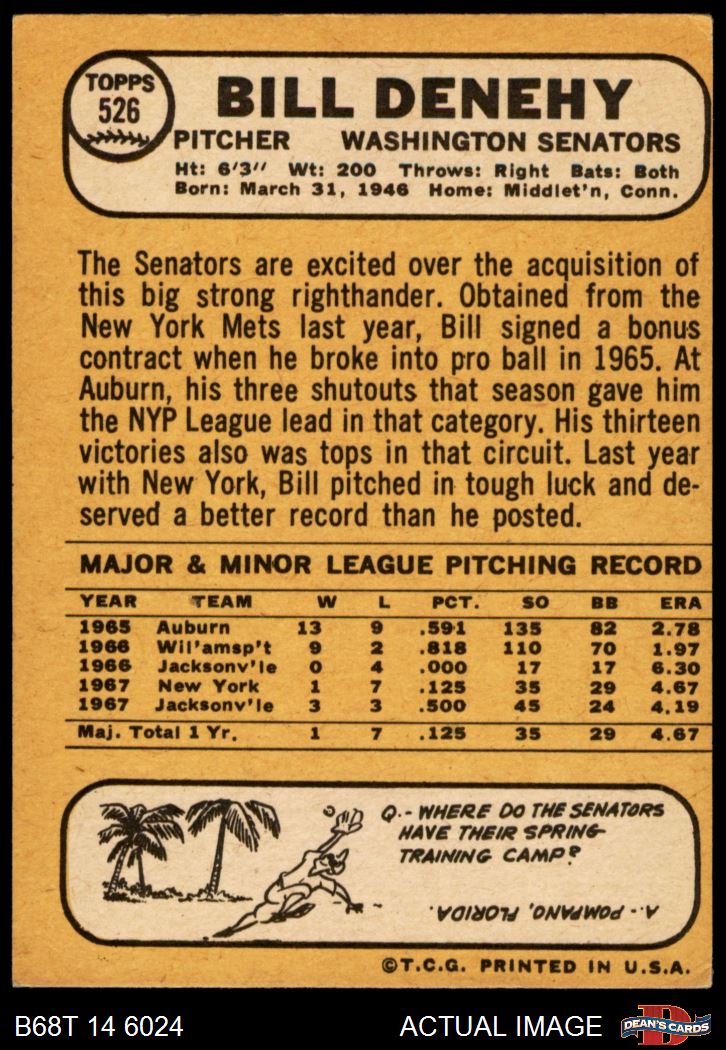 TOPPS
526
BILL DENEHY
PITCHER WASHINGTON SENATORS
Ht: 6'3" Wt: 200 Throws: Right Bats: Both
Born: March 31, 1946 Home: Middlet'n, Conn.
The Senators are excited over the acquisition of
this big strong righthander. Obtained from the
New York Mets last year, Bill signed a bonus
contract when he broke into pro ball in 1965. At
Auburn, his three shutouts that season gave him
the NYP League lead in that category. His thirteen
victories also was tops in that circuit. Last year
with New York, Bill pitched in tough luck and de-
served a better record than he posted.
MAJOR & MINOR LEAGUE PITCHING RECORD
YEAR TEAM W L PCT. SO BB ERA
1965 Auburn 13 9 .591 135 82 2.78
1966 Wil'amsp't 9 2 .818 110 70 1.97
1966 Jacksonv'le 0 4 .000 17 17 6.30
1967 New York 1 7 .125 35 29 4.67
1967 Jacksonv'le 3 3 .500 45 24 4.19
Maj. Total 1 Yr. 1 7 .125 35 29 4.67
Q.- WHERE DO THE SENATORS
HAVE THEIR SPRING
TRAINING CAMP?
A.- POMPANO, FLORIDA.
©T.C.G. PRINTED IN U.S.A.
B68T 14 6024
ACTUAL IMAGE
D
DEAN'S CARDS